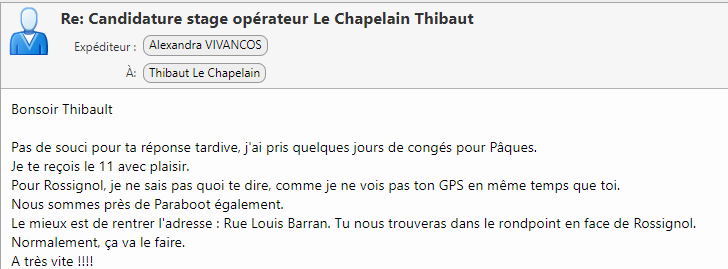 Re: Candidature stage opérateur Le Chapelain Thibaut
Expéditeur : Alexandra VIVANCOS
À: Thibaut Le Chapelain
Bonsoir Thibault
Pas de souci pour ta réponse tardive, j'ai pris quelques jours de congés pour Pâques.
Je te reçois le 11 avec plaisir.
Pour Rossignol, je ne sais pas quoi te dire, comme je ne vois pas ton GPS en même temps que toi.
Nous sommes près de Paraboot également.
Le mieux est de rentrer l'adresse : Rue Louis Barran. Tu nous trouveras dans le rondpoint en face de Rossignol.
Normalement, ça va le faire.
A très vite !!!!